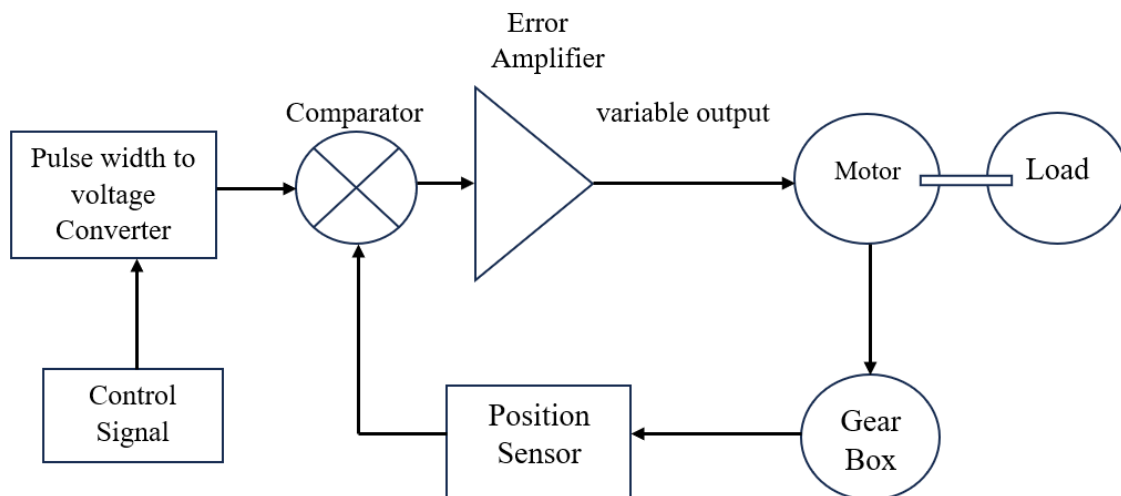 Error
Amplifier
Comparator
variable output
Pulse width to
voltage
Converter
Motor
Load
Control
Signal
Position
Sensor
Gear
Box